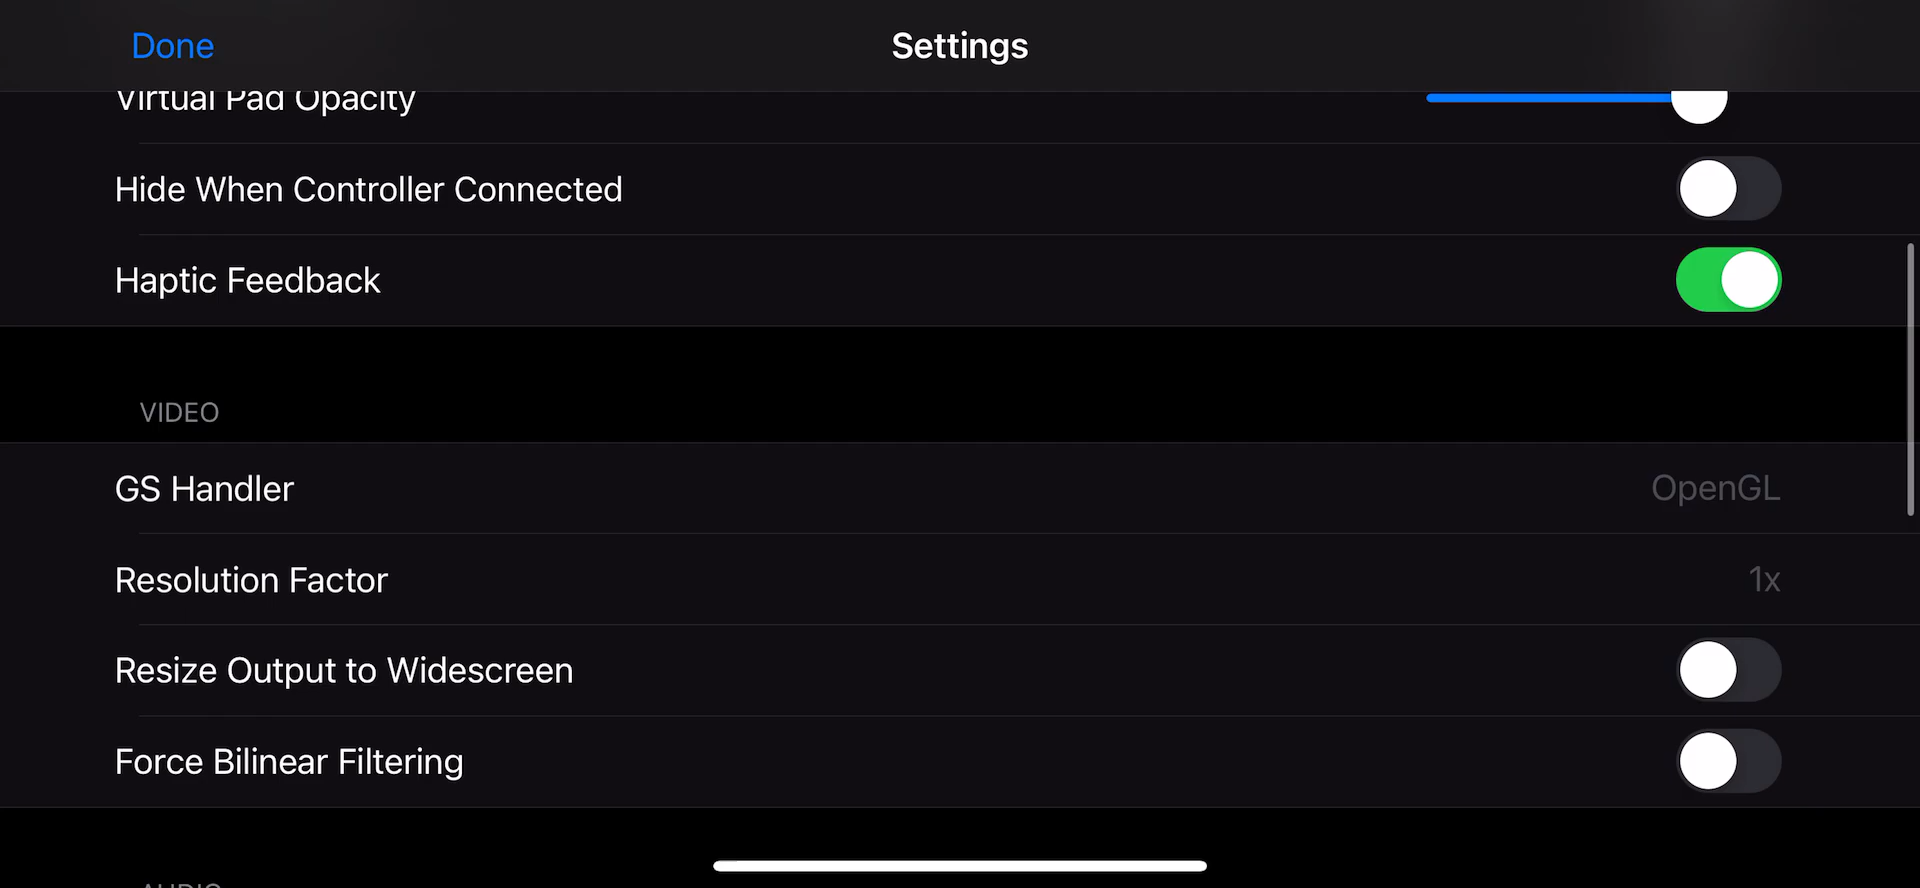 Done
Settings
Virtual Pad Opacity
Hide When Controller Connected
Haptic Feedback
VIDEO
GS Handler
OpenGL
Resolution Factor
1x
Resize Output to Widescreen
Force Bilinear Filtering
AUDIO